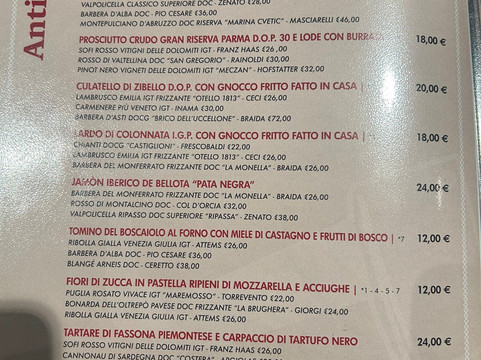 Anti
VALPOLICELLA CLASSICO SUPERIORE DOC - ZENATO €28,00
BARBERA D'ALBA DOC - PIO CESARE €36,00
MONTEPULCIANO D'ABRUZZO DOC RISERVA "MARINA CVETIC" - MASCIARELLI €46,00
PROSCIUTTO CRUDO GRAN RISERVA PARMA D.O.P. 30 E LODE CON BURRATA 18,00 €
SOFI ROSSO VITIGNI DELLE DOLOMITI IGT - FRANZ HAAS €26 ,00
ROSSO DI VALTELLINA DOC "SAN GREGORIO" - RAINOLDI €30,00
PINOT NERO VIGNETI DELLE DOLOMITI IGT "MECZAN" - HOFSTATTER €32,00
CULATELLO DI ZIBELLO D.O.P. CON GNOCCO FRITTO FATTO IN CASA | 20,00 €
LAMBRUSCO EMILIA IGT FRIZZANTE "OTELLO 1813" - CECI €26,00
CARMENERE PIÙ VENETO IGT - INAMA €30,00
BARBERA D'ASTI DOCG "BRICO DELL'UCCELLONE" - BRAIDA €72,00
LARDO DI COLONNATA I.G.P. CON GNOCCO FRITTO FATTO IN CASA | 18,00 €
CHIANTI DOCG "CASTIGLIONI" - FRESCOBALDI €22,00
LAMBRUSCO EMILIA IGT FRIZZANTE "OTELLO 1813" - CECI €26,00
BARBERA DEL MONFERRATO FRIZZANTE DOC "LA MONELLA" - BRAIDA €26,00
JAMÒN IBERICO DE BELLOTA "PATA NEGRA" 24,00 €
BARBERA DEL MONFERRATO FRIZZANTE DOC "LA MONELLA" - BRAIDA €26,00
ROSSO DI MONTALCINO DOC - COL D'ORCIA €32,00
VALPOLICELLA RIPASSO DOC SUPERIORE "RIPASSA" - ZENATO €38,00
TOMINO DEL BOSCAIOLO AL FORNO CON MIELE DI CASTAGNO E FRUTTI DI BOSCO | *7 12,00 €
RIBOLLA GIALLA VENEZIA GIULIA IGT - ATTEMS €26,00
BARBERA D'ALBA DOC - PIO CESARE €36,00
BLANGÉ ARNEIS DOC - CERETTO €38,00
FIORI DI ZUCCA IN PASTELLA RIPIENI DI MOZZARELLA E ACCIUGHE | *1 - 4 - 5 - 7 12,00 €
PUGLIA ROSATO VIVACE IGT "MAREMOSSO" - TORREVENTO €22,00
BONARDA DELL'OLTREPÒ PAVESE DOC FRIZZANTE "LA BRUGHERA" - GIORGI €24,00
RIBOLLA GIALLA VENEZIA GIULIA IGT - ATTEMS €26,00
TARTARE DI FASSONA PIEMONTESE E CARPACCIO DI TARTUFO NERO 24,00 €
SOFI ROSSO VITIGNI DELLE DOLOMITI IGT - FRANZ HAAS €26,00
CANNONAU DI SARDEGNA DOC "COSTERA"